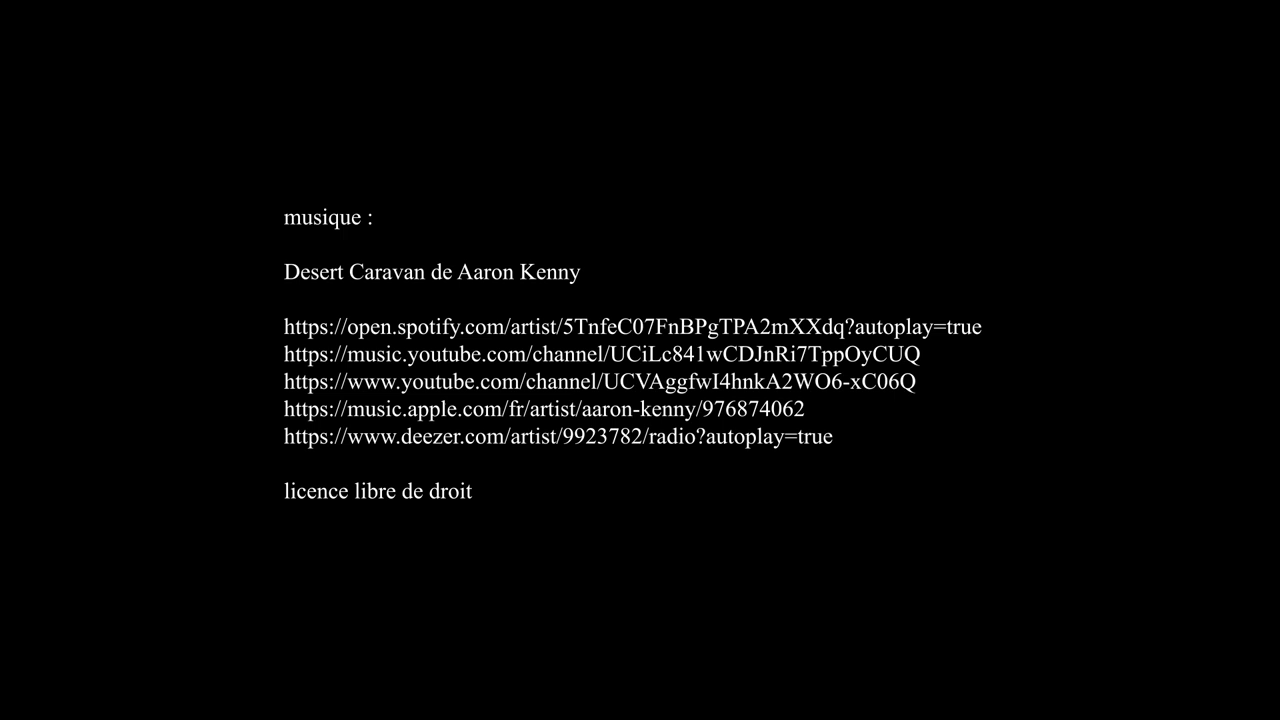 musique :
Desert Caravan de Aaron Kenny
https://open.spotify.com/artist/5TnfeC07FnBPgTPA2mXXdq?autoplay=true
https://music.youtube.com/channel/UCiLc841wCDJnRi7TppOyCUQ
https://www.youtube.com/channel/UCVAggfwI4hnkA2WO6-xC06Q
https://music.apple.com/fr/artist/aaron-kenny/976874062
https://www.deezer.com/artist/9923782/radio?autoplay=true
licence libre de droit